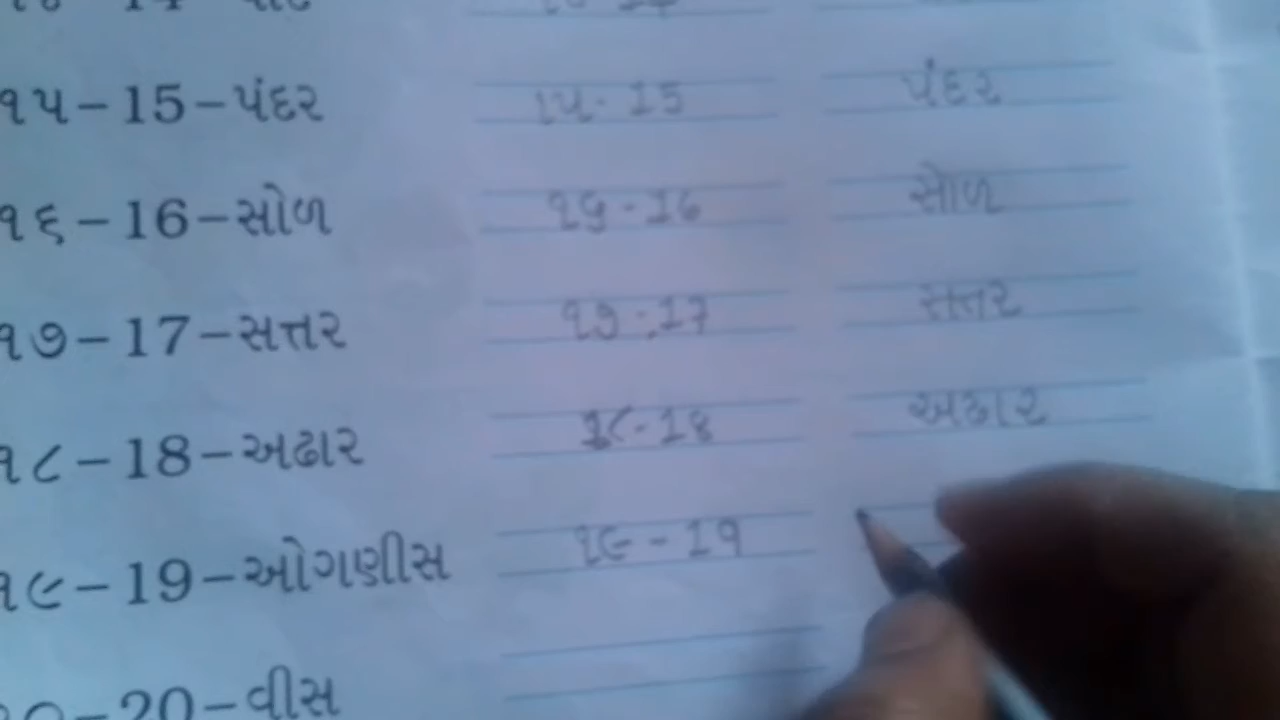 ૧૫-15-પંદર ૧૫-15 પંદર
૧૬-16-સોળ ૧૬-16 સોળ
૧૭-17-સત્તર ૧૭-17 સત્તર
૧૮-18-અઢાર ૧૮-18 અઢાર
૧૯-19-ઓગણીસ ૧૯-19
૨૦-20-વીસ